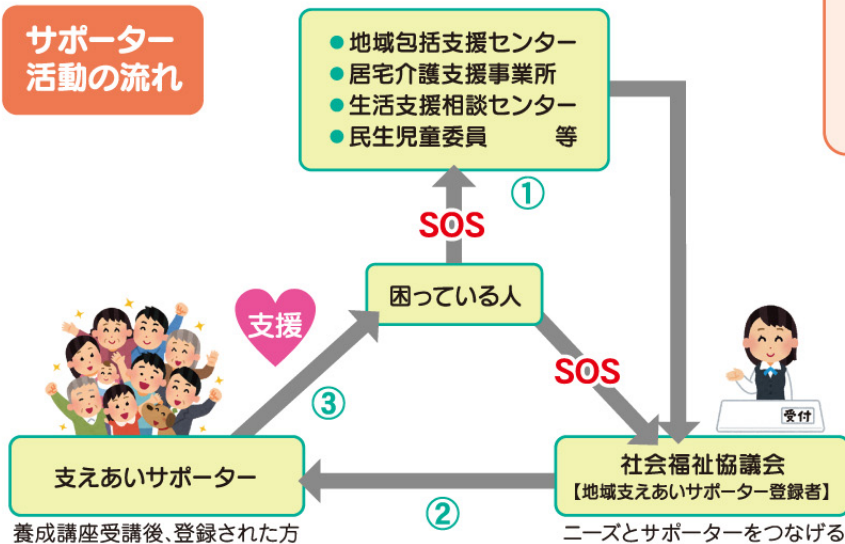 サポーター
活動の流れ
●地域包括支援センター
●居宅介護支援事業所
●生活支援相談センター
●民生児童委員　等
①
SOS
困っている人
支援
SOS
③
受付
支えあいサポーター
社会福祉協議会
【地域支えあいサポーター登録者】
②
養成講座受講後、登録された方
ニーズとサポーターをつなげる